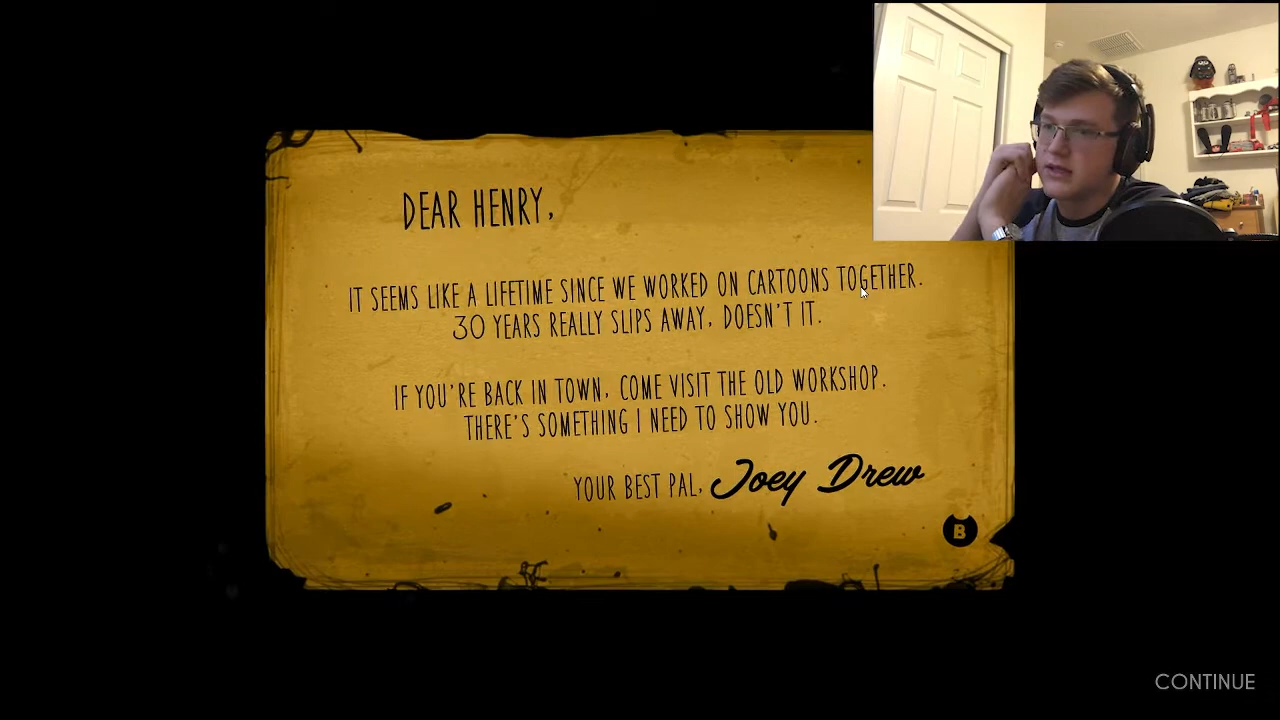 DEAR HENRY,
IT SEEMS LIKE A LIFETIME SINCE WE WORKED ON CARTOONS TOGETHER.
30 YEARS REALLY SLIPS AWAY, DOESN'T IT.
IF YOU'RE BACK IN TOWN, COME VISIT THE OLD WORKSHOP.
THERE'S SOMETHING I NEED TO SHOW YOU.
YOUR BEST PAL, Joey Drew
B
CONTINUE